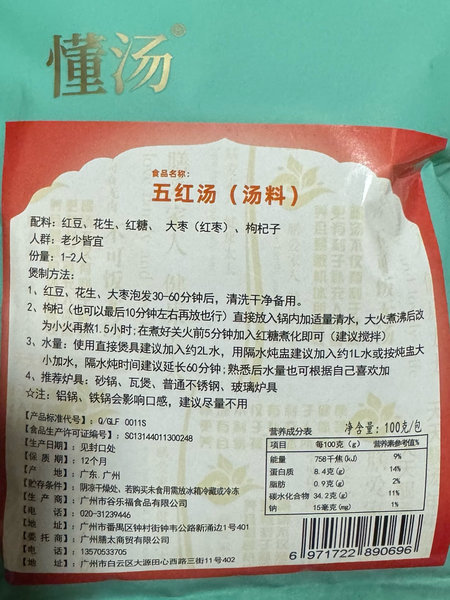 懂汤®
食品名称:
五红汤（汤料）
配料: 红豆、花生、红糖、 大枣（红枣）、枸杞子
人群: 老少皆宜
份量: 1-2人
煲制方法:
1、红豆、花生、大枣泡发30-60分钟后，清洗干净备用。
2、枸杞（也可以最后10分钟左右再放也行）直接放入锅内加适量清水，大火煮沸后改
为小火再熬1.5小时; 在煮好关火前5分钟加入红糖煮化即可（建议搅拌）
3、水量: 使用直接煲具建议加入约2L水，用隔水炖盅建议加入约1L水或按炖盅大
小加水，隔水炖时间建议延长60分钟; 熟悉后水量也可根据自己喜欢加
4、推荐炉具: 砂锅、瓦煲、普通不锈钢、玻璃炉具
☆注: 铝锅、铁锅会影响口感，建议尽量不用
【产品标准代号】: Q/GLF 0011S
【食品生产许可证编号】: SC13144011300248
【生产日期】: 见封口处
【保质期】: 12个月
【产地】: 广东. 广州
【贮存条件】: 阴凉干燥处、若购买未食用需放冰箱冷藏或冷冻
【生产商】: 广州市谷乐福食品有限公司
【电话】: 020-31239446
【地址】: 广州市番禺区钟村街钟韦公路新涌边1号
【委托商】: 广州膳太商贸有限公司
【电话】: 13570533705
【地址】: 广州市白云区大源田心西路三街11号402
营养成分表 净含量: 100克/包
项目 每100克（g） 营养素参考值%
能量 758千焦(kJ) 9%
蛋白质 8.4克(g) 14%
脂肪 0.9克(g) 2%
碳水化合物 34.2克(g) 11%
钠 15毫克(mg) 1%
6 971722 890696